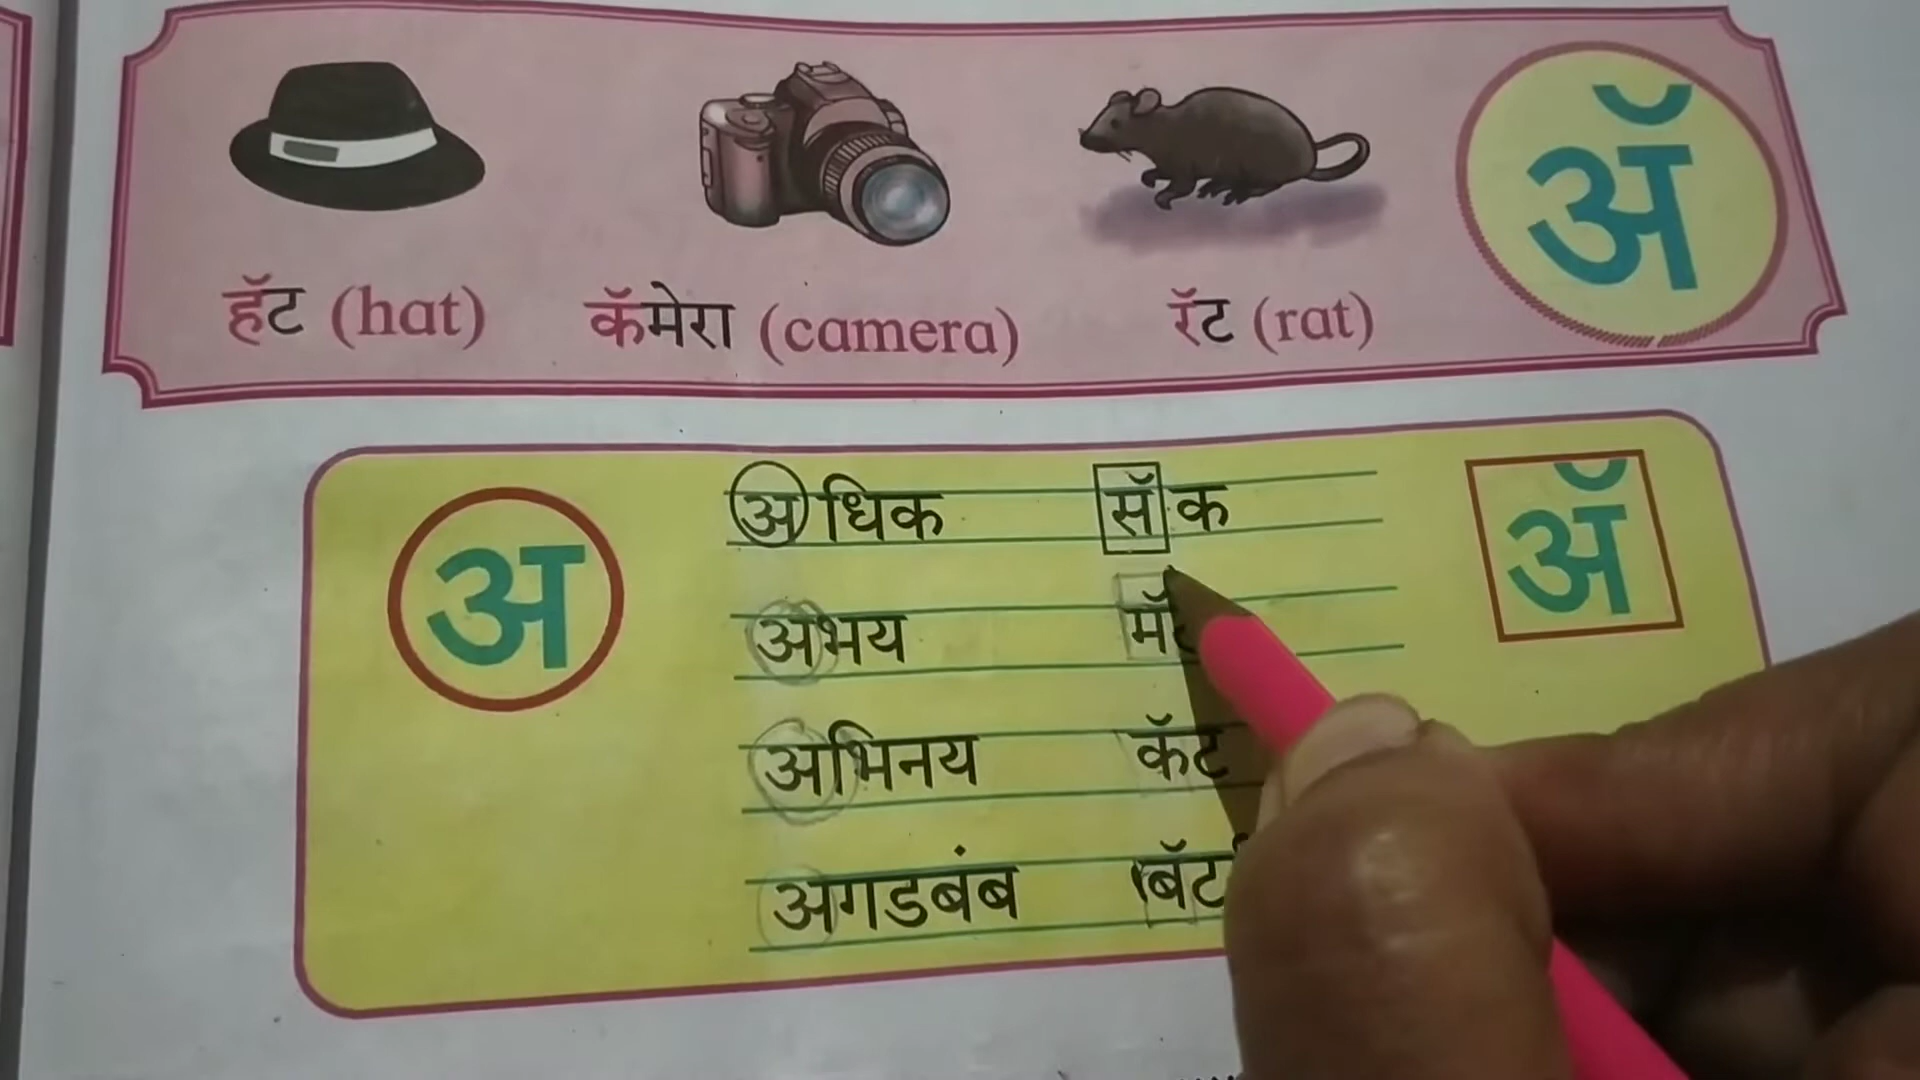 अॅ
हॅट (hat) कॅमेरा (camera) रॅट (rat)
अ अधिक सॅक अॅ
अभय
अभिनय कॅट
अगडबंब